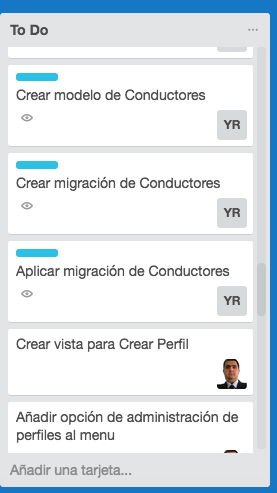 To Do
Crear modelo de Conductores
YR
Crear migración de Conductores
YR
Aplicar migración de Conductores
YR
Crear vista para Crear Perfil
Añadir opción de administración de
perfiles al menu
Añadir una tarjeta...